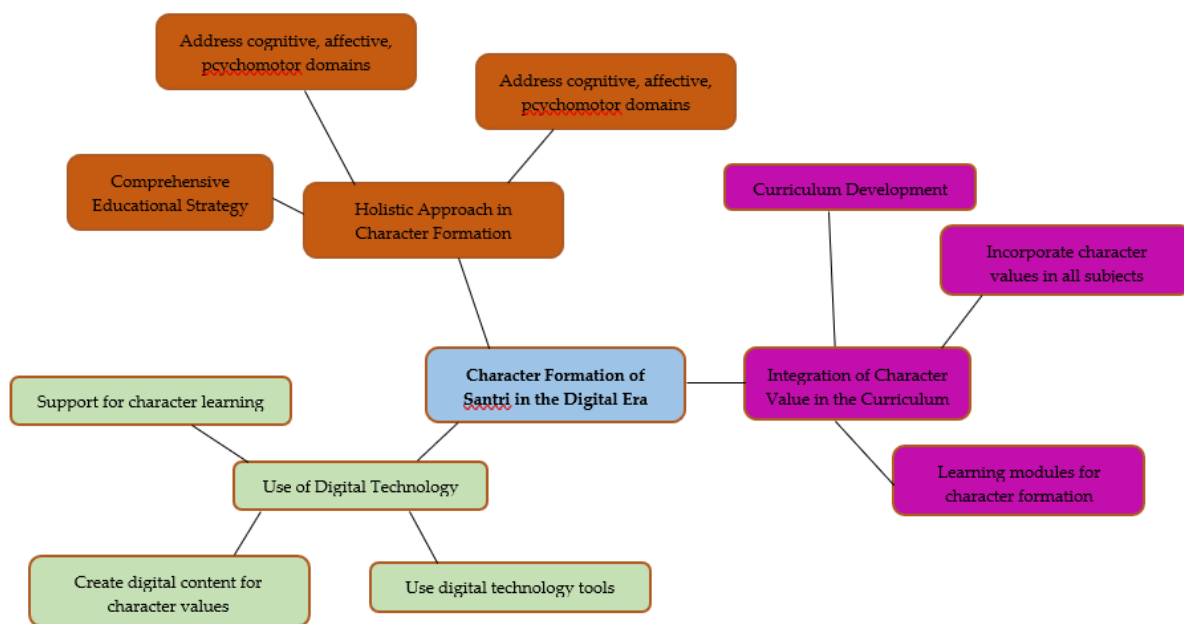 Address cognitive, affective,
pcychomotor domains
Address cognitive, affective,
pcychomotor domains
Comprehensive
Educational Strategy
Holistic Approach in
Character Formation
Curriculum Development
Incorporate character
values in all subjects
Character Formation of
Santri in the Digital Era
Integration of Character
Value in the Curriculum
Learning modules for
character formation
Support for character learning
Use of Digital Technology
Create digital content for
character values
Use digital technology tools